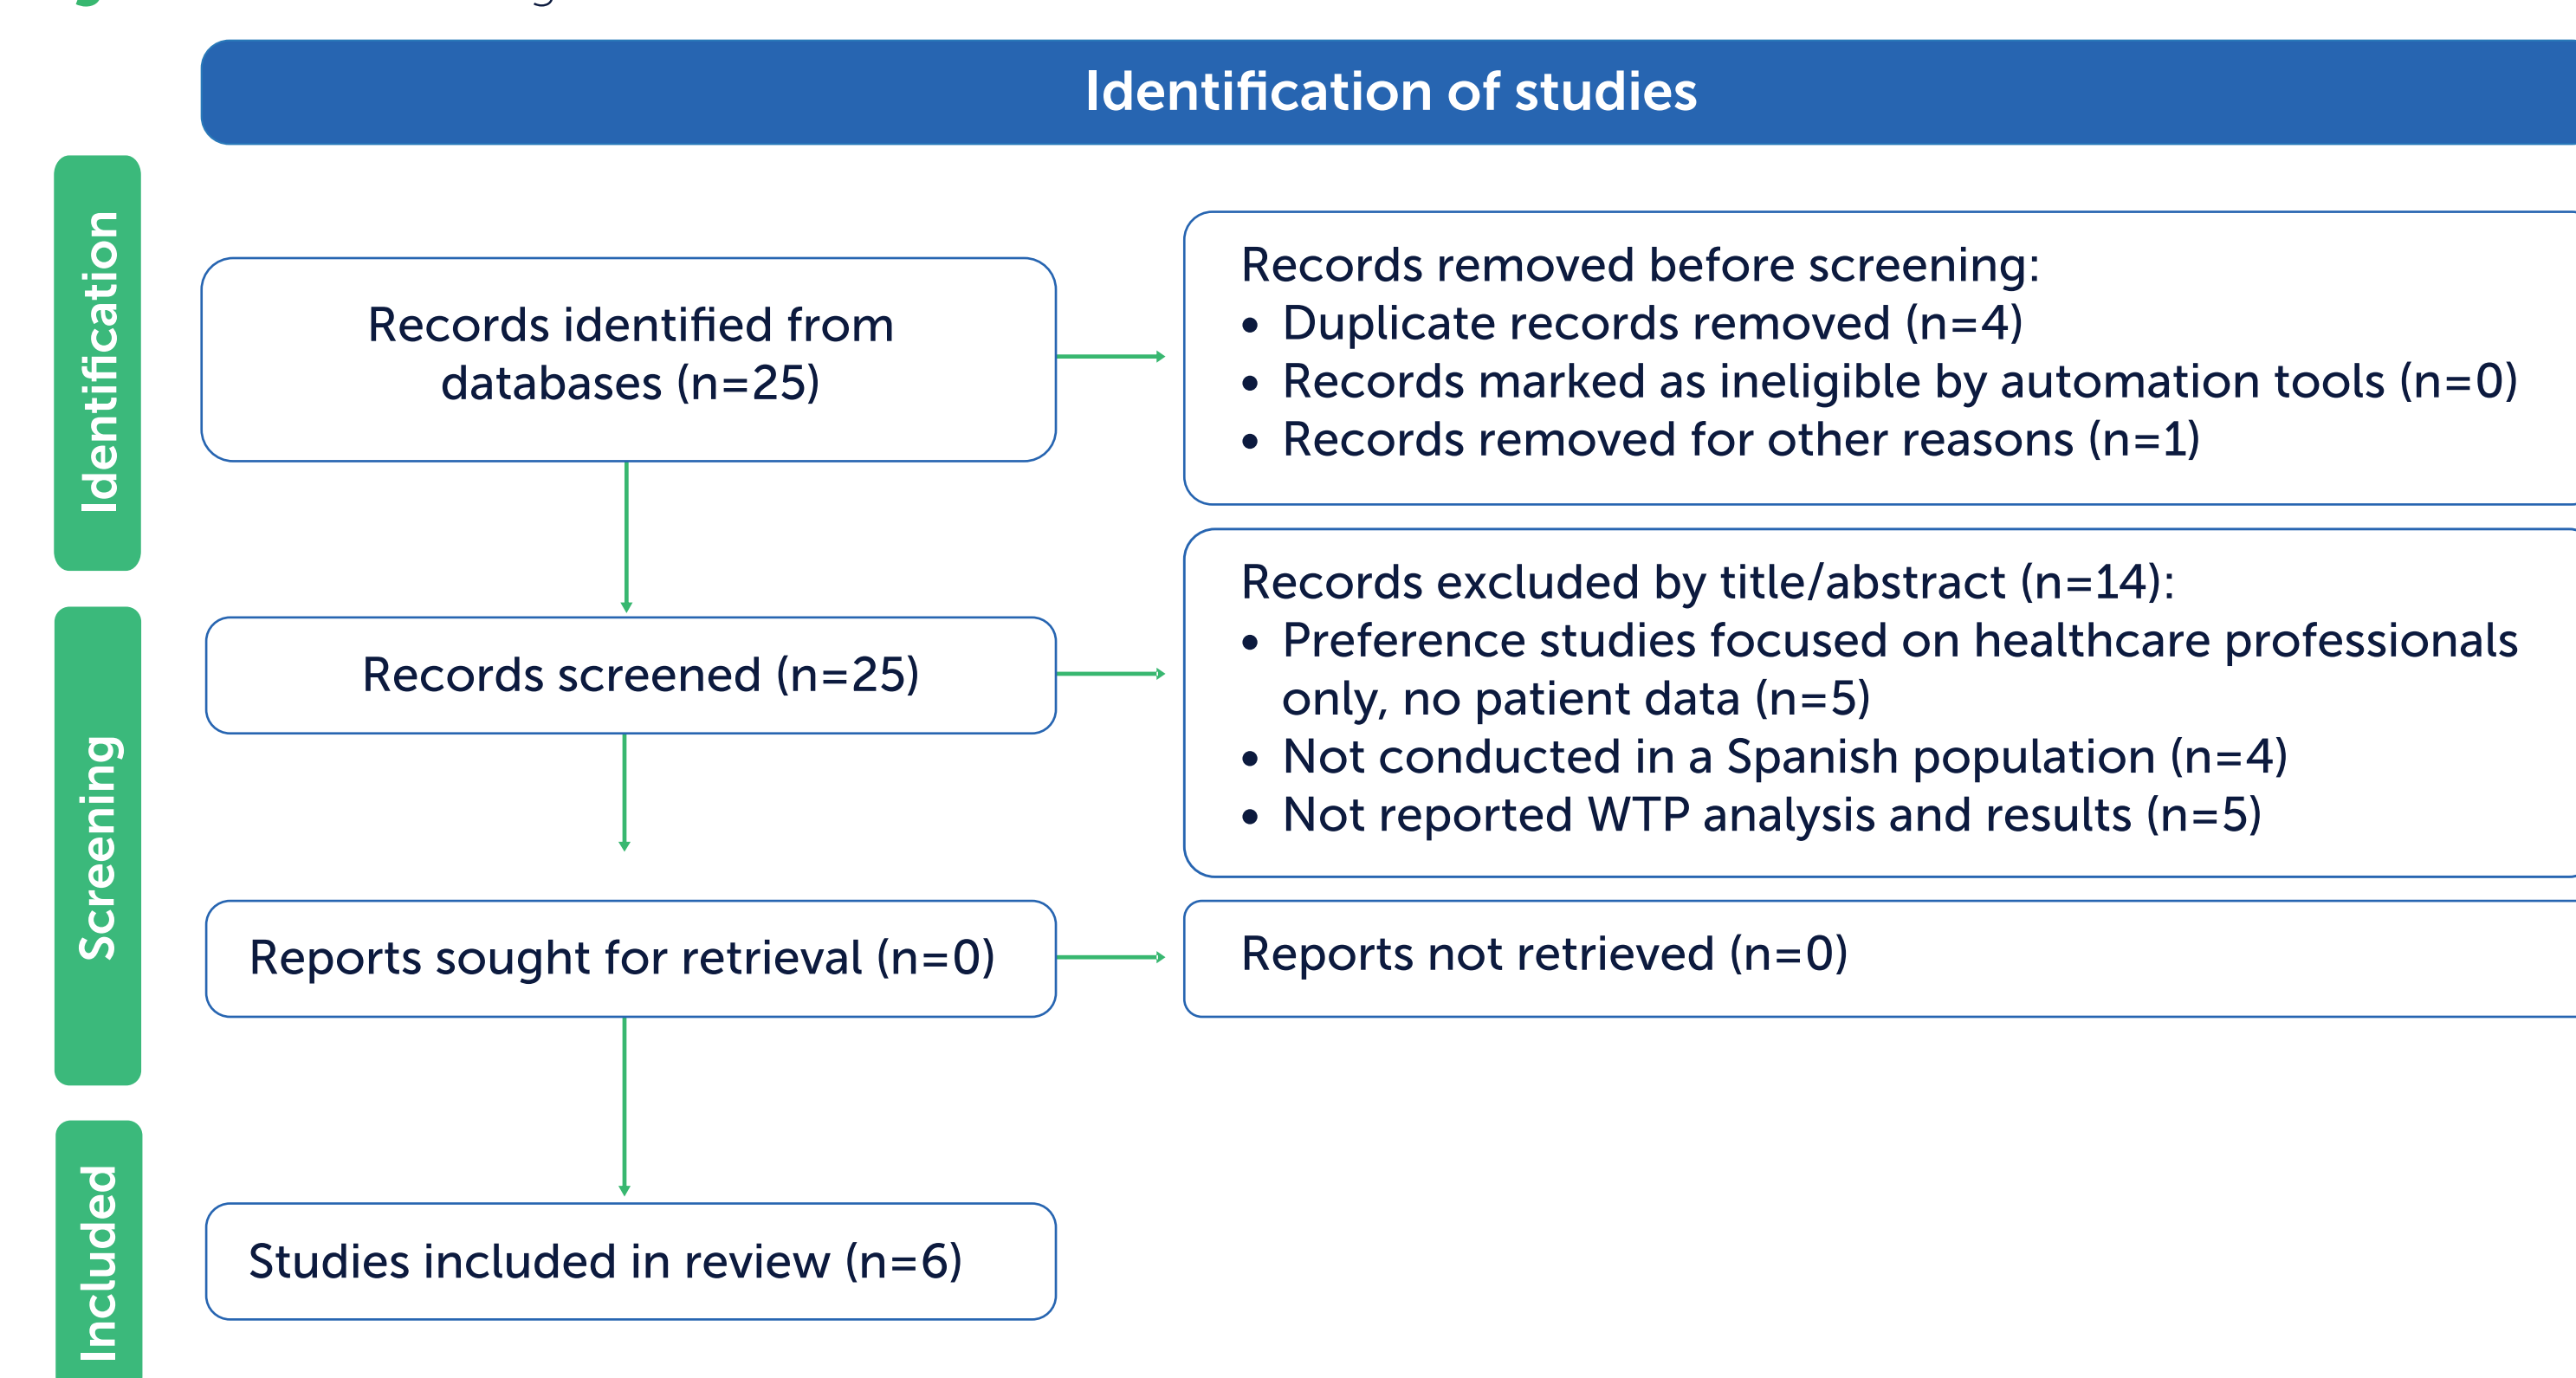 Identification of studies
Identification
Records identified from
databases (n=25)
Records removed before screening:
• Duplicate records removed (n=4)
• Records marked as ineligible by automation tools (n=0)
• Records removed for other reasons (n=1)
Screening
Records screened (n=25)
Records excluded by title/abstract (n=14):
• Preference studies focused on healthcare professionals
only, no patient data (n=5)
• Not conducted in a Spanish population (n=4)
• Not reported WTP analysis and results (n=5)
Reports sought for retrieval (n=0)
Reports not retrieved (n=0)
Included
Studies included in review (n=6)